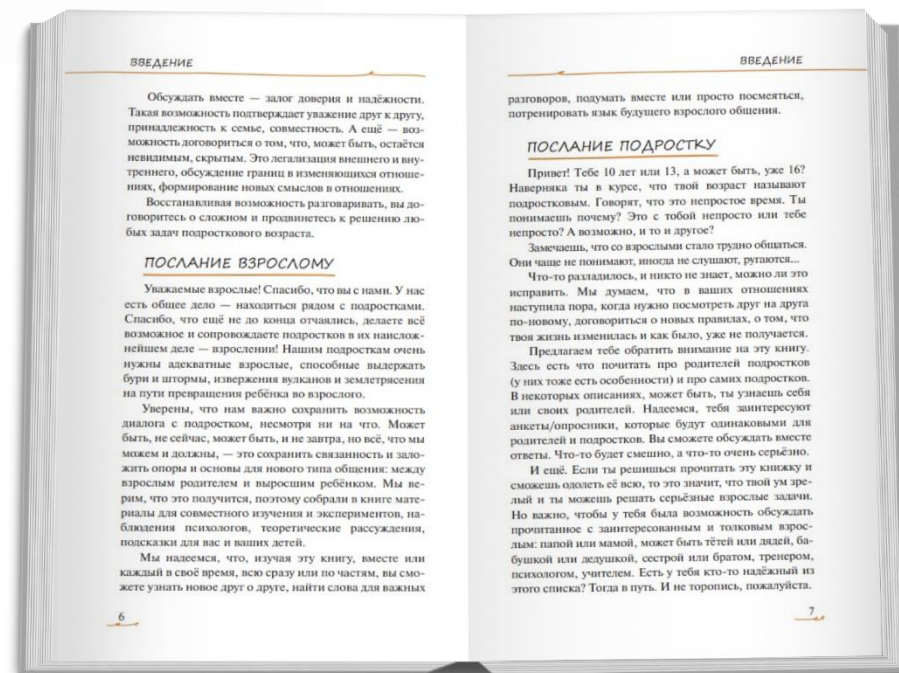 ВВЕДЕНИЕ
Обсуждать вместе — залог доверия и надёжности.
Такая возможность подтверждает уважение друг к другу,
принадлежность к семье, совместность. А ещё — воз-
можность договориться о том, что, может быть, остаётся
невидимым, скрытым. Это легализация внешнего и вну-
треннего, обсуждение границ в изменяющихся отноше-
ниях, формирование новых смыслов в отношениях.
Восстанавливая возможность разговаривать, вы до-
говоритесь о сложном и продвинетесь к решению лю-
бых задач подросткового возраста.
ПОСЛАНИЕ ВЗРОСЛОМУ
Уважаемые взрослые! Спасибо, что вы с нами. У нас
есть общее дело — находиться рядом с подростками.
Спасибо, что ещё не до конца отчаялись, делаете всё
возможное и сопровождаете подростков в их наислож-
нейшем деле — взрослении! Нашим подросткам очень
нужны адекватные взрослые, способные выдержать
бури и штормы, извержения вулканов и землетрясения
на пути превращения ребёнка во взрослого.
Уверены, что нам важно сохранить возможность
диалога с подростком, несмотря ни на что. Может
быть, не сейчас, может быть, и не завтра, но всё, что мы
можем и должны, — это сохранить связанность и зало-
жить опоры и основы для нового типа общения: между
взрослым родителем и выросшим ребёнком. Мы ве-
рим, что это получится, поэтому собрали в книге мате-
риалы для совместного изучения и экспериментов, на-
блюдения психологов, теоретические рассуждения,
подсказки для вас и ваших детей.
Мы надеемся, что, изучая эту книгу, вместе или
каждый в своё время, всю сразу или по частям, вы смо-
жете узнать новое друг о друге, найти слова для важных
6
ВВЕДЕНИЕ
разговоров, подумать вместе или просто посмеяться,
потренировать язык будущего взрослого общения.
ПОСЛАНИЕ ПОДРОСТКУ
Привет! Тебе 10 лет или 13, а может быть, уже 16?
Наверняка ты в курсе, что твой возраст называют
подростковым. Говорят, что это непростое время. Ты
понимаешь почему? Это с тобой непросто или тебе
непросто? А возможно, и то и другое?
Замечаешь, что со взрослыми стало трудно общаться.
Они чаще не понимают, иногда не слушают, ругаются...
Что-то разладилось, и никто не знает, можно ли это
исправить. Мы думаем, что в ваших отношениях
наступила пора, когда нужно посмотреть друг на друга
по-новому, договориться о новых правилах, о том, что
твоя жизнь изменилась и как было, уже не получается.
Предлагаем тебе обратить внимание на эту книгу.
Здесь есть что почитать про родителей подростков
(у них тоже есть особенности) и про самих подростков.
В некоторых описаниях, может быть, ты узнаешь себя
или своих родителей. Надеемся, тебя заинтересуют
анкеты/опросники, которые будут одинаковыми для
родителей и подростков. Вы сможете обсуждать вместе
ответы. Что-то будет смешно, а что-то очень серьёзно.
И ещё. Если ты решишься прочитать эту книжку и
сможешь одолеть её всю, то это значит, что твой ум зре-
лый и ты можешь решать серьёзные взрослые задачи.
Но важно, чтобы у тебя была возможность обсуждать
прочитанное с заинтересованным и толковым взрос-
лым: папой или мамой, может быть тётей или дядей, ба-
бушкой или дедушкой, сестрой или братом, тренером,
психологом, учителем. Есть у тебя кто-то надёжный из
этого списка? Тогда в путь. И не торопись, пожалуйста.
7